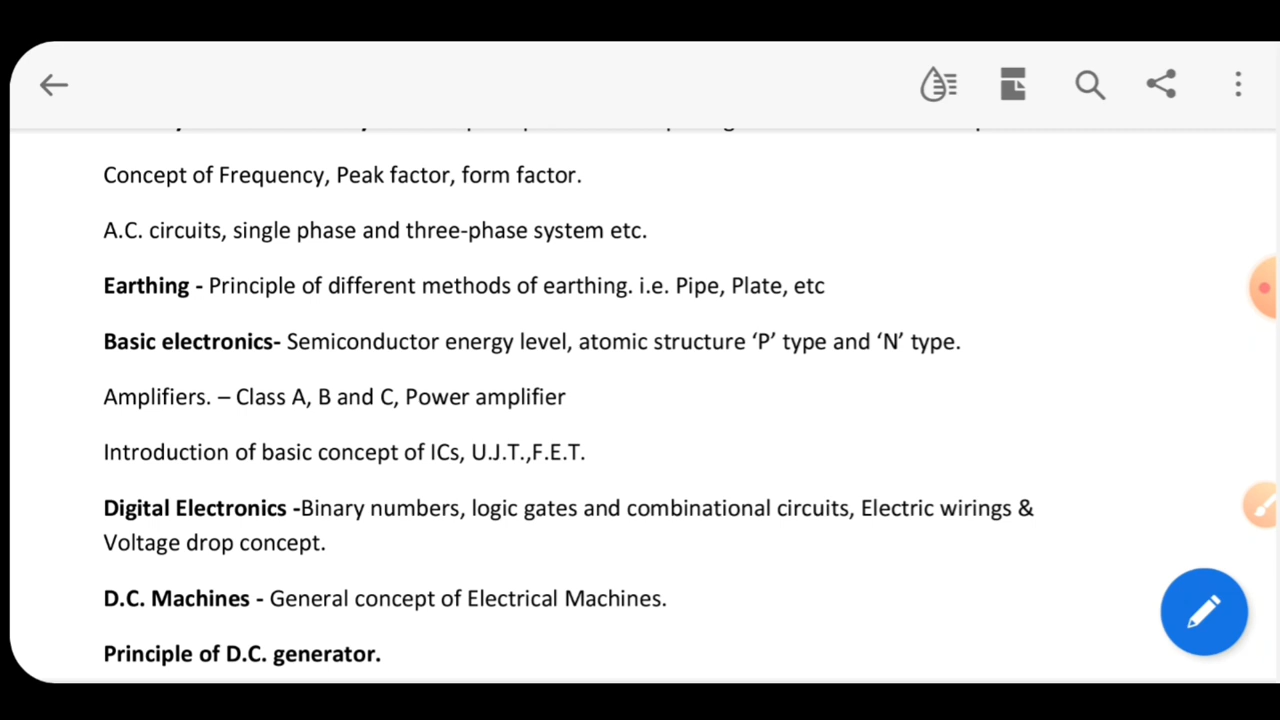 Concept of Frequency, Peak factor, form factor.
A.C. circuits, single phase and three-phase system etc.
Earthing - Principle of different methods of earthing. i.e. Pipe, Plate, etc
Basic electronics- Semiconductor energy level, atomic structure ‘P’ type and ‘N’ type.
Amplifiers. – Class A, B and C, Power amplifier
Introduction of basic concept of ICs, U.J.T.,F.E.T.
Digital Electronics -Binary numbers, logic gates and combinational circuits, Electric wirings &
Voltage drop concept.
D.C. Machines - General concept of Electrical Machines.
Principle of D.C. generator.